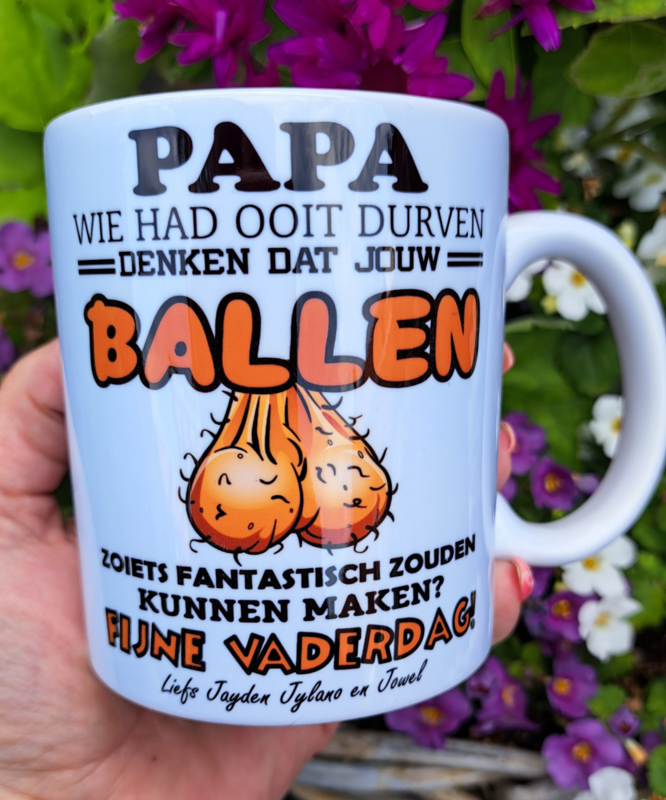 PAPA
WIE HAD OOIT DURVEN
DENKEN DAT JOUW
BALLEN
ZOIETS FANTASTISCH ZOUDEN
KUNNEN MAKEN?
FIJNE VADERDAG!
Liefs Jayden Jylano en Jowel